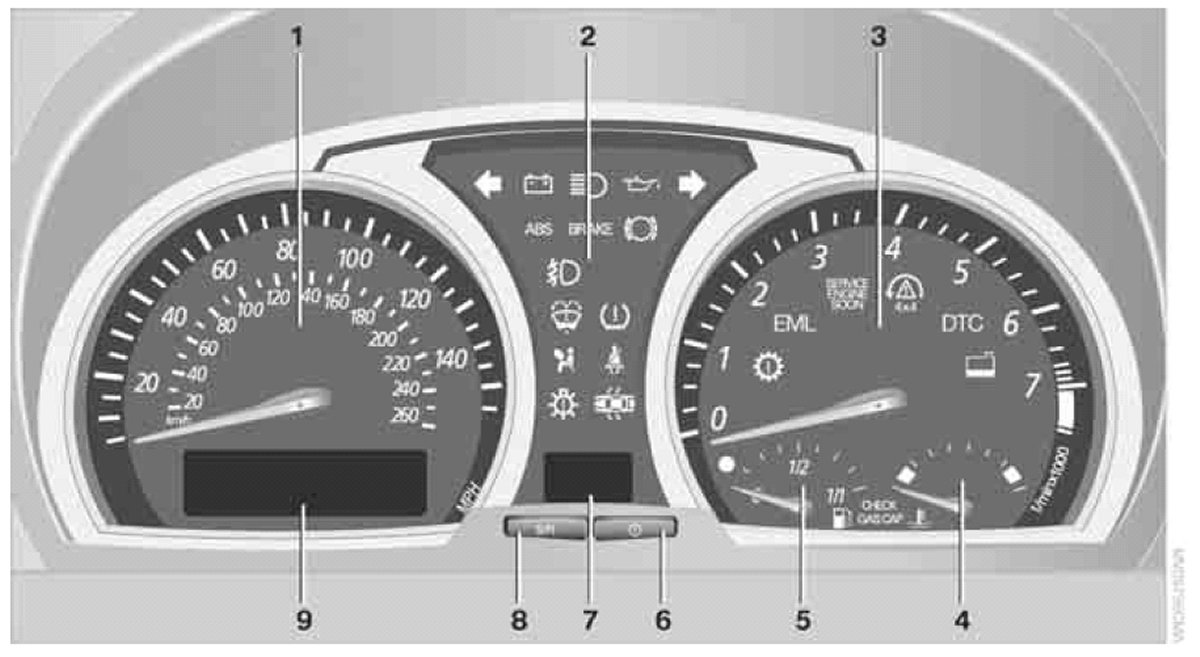 1 2 3
ABS BRAKE
20 40 60 80 100 120 140
km/h 20 40 60 80 100 120 140 160 180 200 220 240 260
MPH
0 1 2 3 4 5 6 7
SERVICE
ENGINE
SOON
4x4
EML DTC
1/min x1000
1/2
1/1
CHECK
GAS CAP
9 8 7 6 5 4